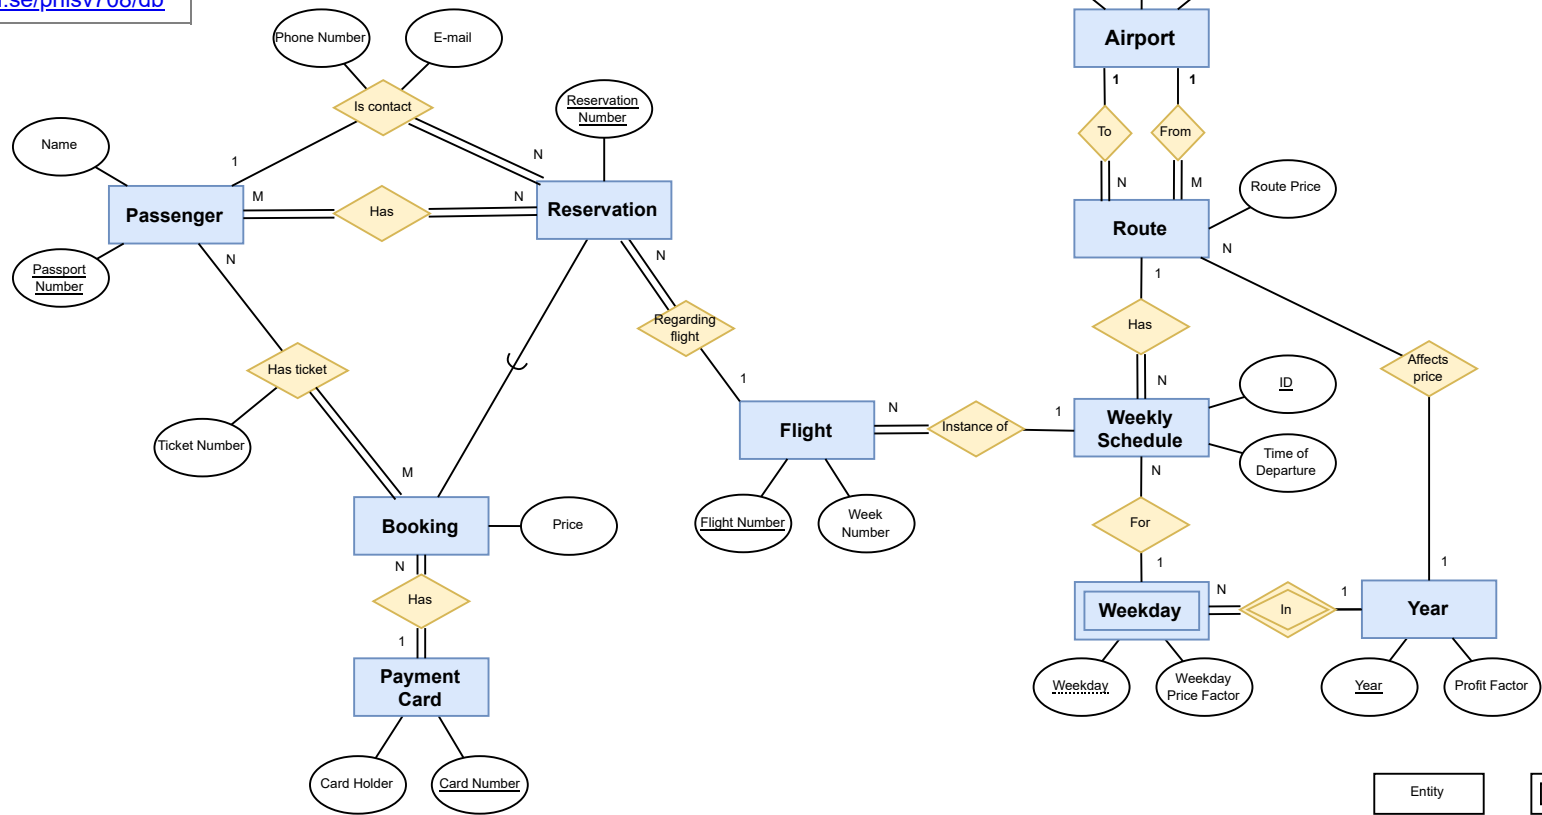 Phone Number
E-mail
Airport
Is contact
1
1
Reservation
Number
To
From
Name
1
N
N
M
Route Price
M
N
Passenger
Has
Reservation
Route
N
N
N
1
Passport
Number
Regarding
flight
Has
Has ticket
1
N
Affects
price
ID
Ticket Number
N
1
Flight
Instance of
Weekly
Schedule
Time of
Departure
M
N
Booking
Price
Flight Number
Week
Number
For
N
1
1
Has
N
1
1
Weekday
In
Year
Payment
Card
Weekday
Weekday
Price Factor
Year
Profit Factor
Card Holder
Card Number
Entity